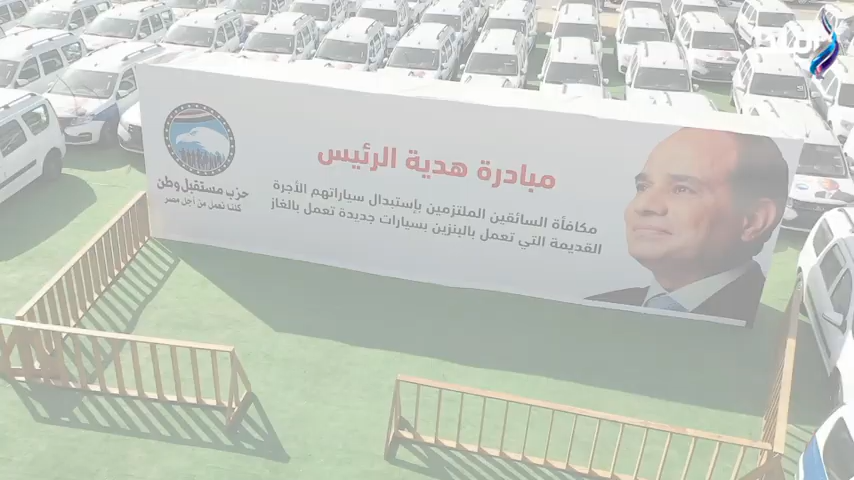 مبادرة هدية الرئيس
مكافأة السائقين الملتزمين بإستبدال سياراتهم الأجرة
القديمة التي تعمل بالبنزين بسيارات جديدة تعمل بالغاز
حزب مستقبل وطن
كلنا نعمل من أجل مصر